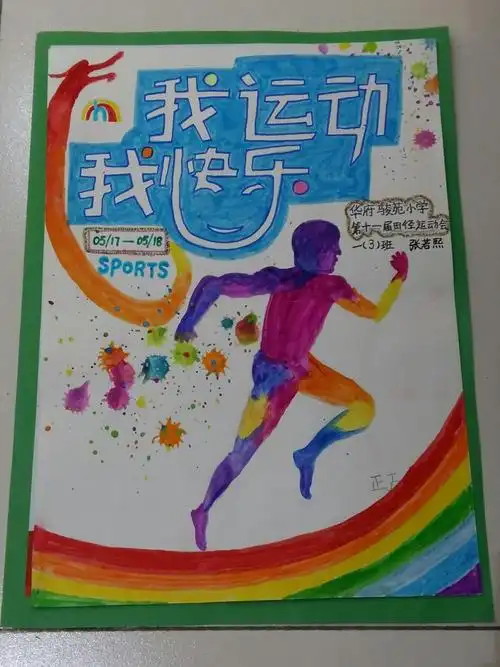 我运动
我快乐
05/17—05/18
SPORTS
华府骏苑小学
第十一届田径运动会
一(3)班 张若熙